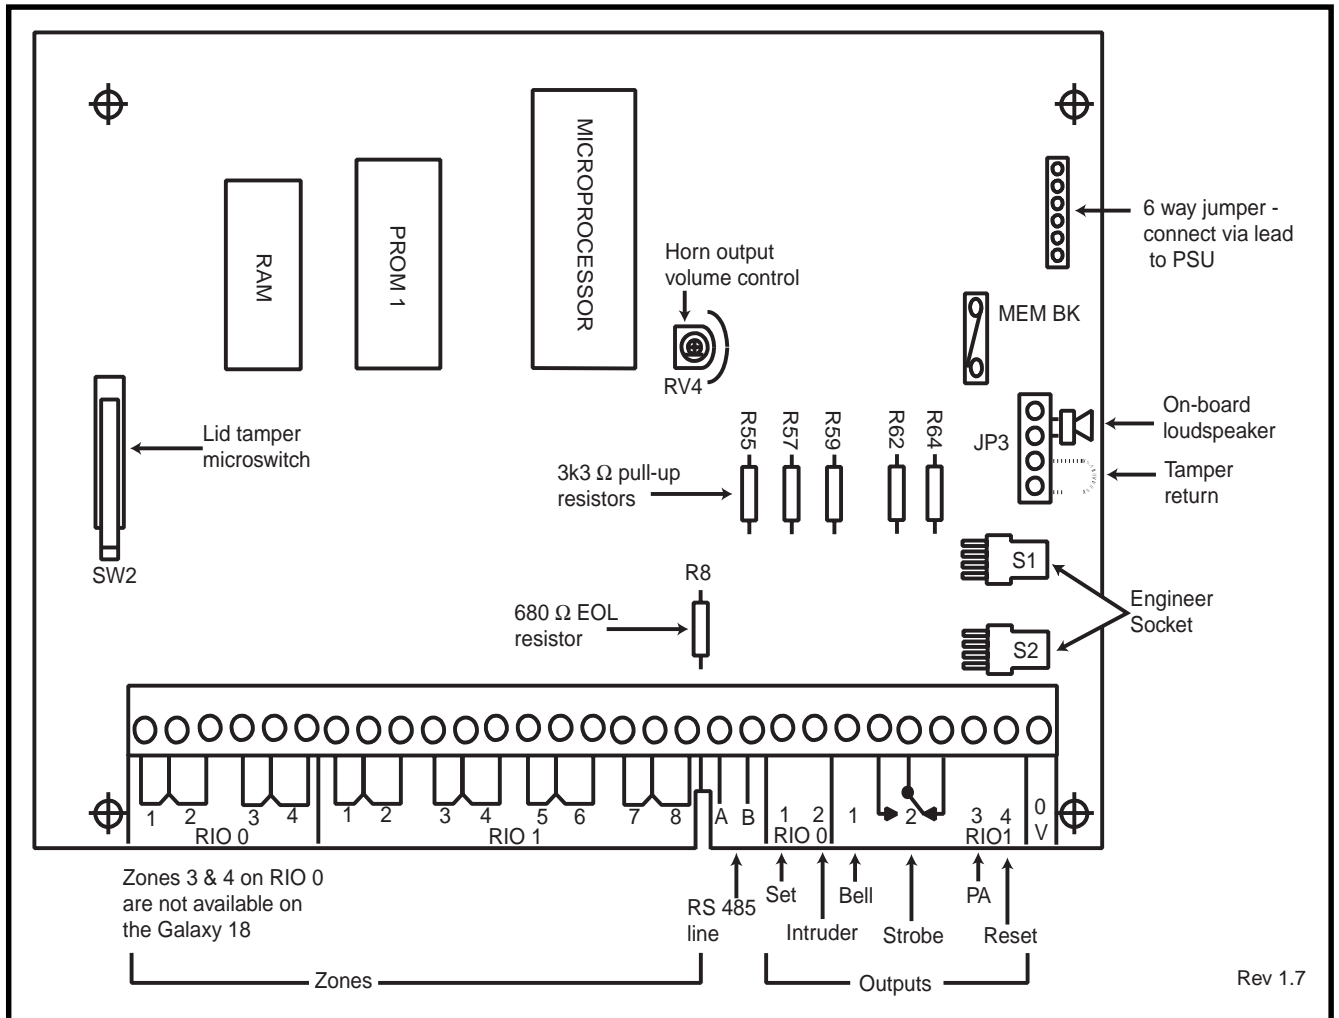 MICROPROCESSOR
PROM 1
RAM
6 way jumper -
connect via lead
to PSU
Horn output
volume control
RV4
MEM BK
Lid tamper
microswitch
SW2
R55
R57
R59
R62
R64
JP3
On-board
loudspeaker
Tamper
return
3k3 Ω pull-up
resistors
S1
R8
680 Ω EOL
resistor
Engineer
Socket
S2
1 2 3 4 1 2 3 4 5 6 7 8 A B 1 2 1 2 3 4 0
RIO 0 RIO 1 RIO 0 RIO1 V
Zones 3 & 4 on RIO 0
are not available on
the Galaxy 18
RS 485
line
Set
Bell
PA
Intruder
Strobe
Reset
Zones
Outputs
Rev 1.7